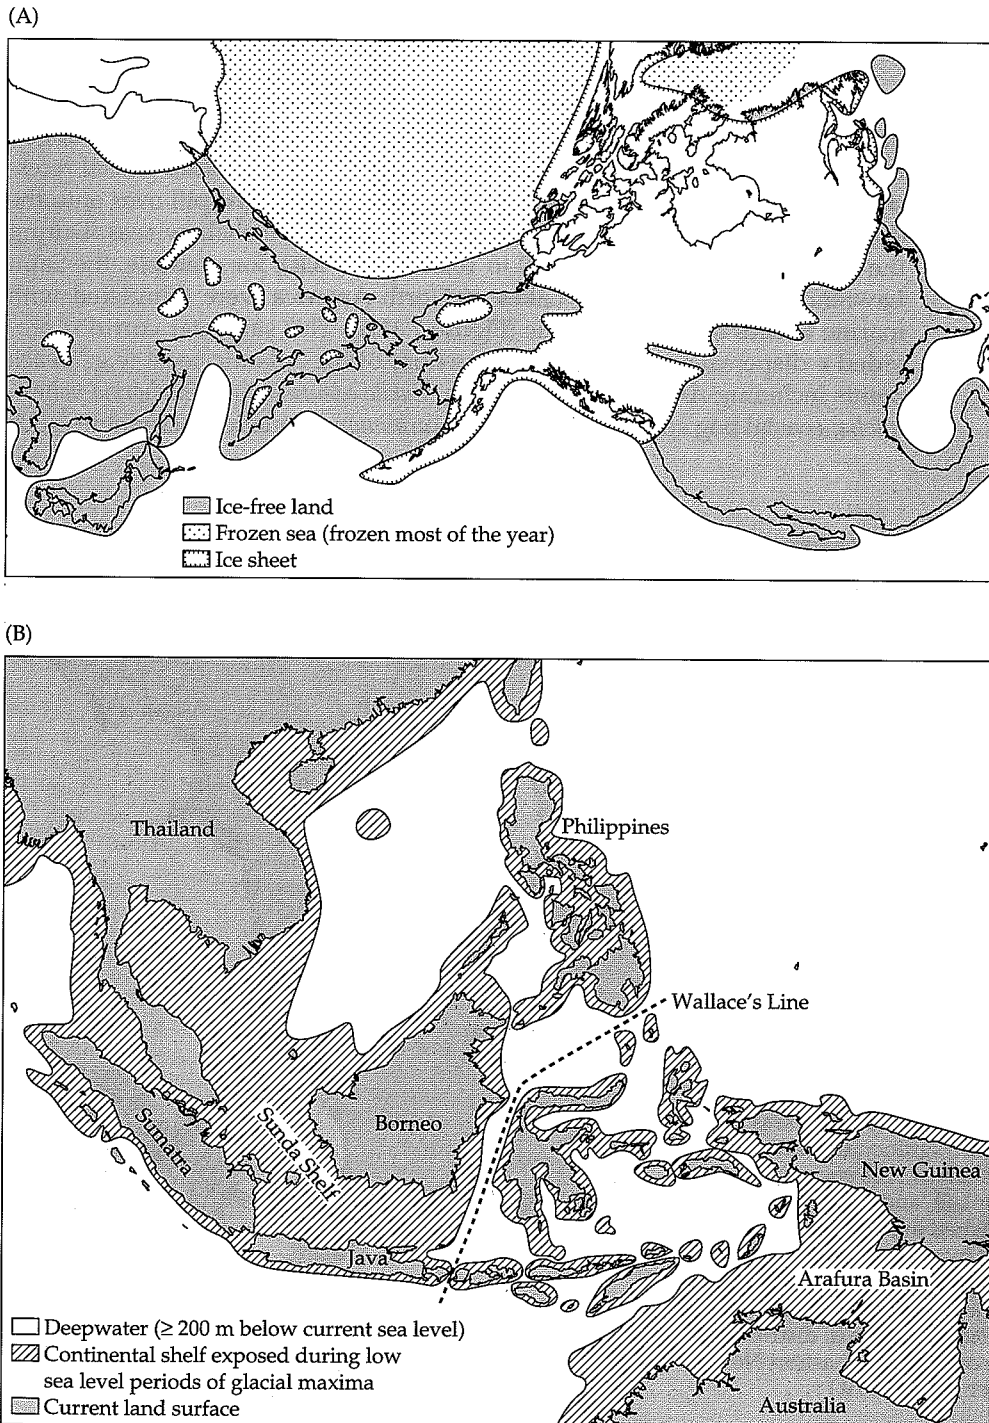 (A)
Ice-free land
Frozen sea (frozen most of the year)
Ice sheet
(B)
Thailand
Philippines
Wallace's Line
Borneo
Sumatra
Sunda Shelf
New Guinea
Java
Arafura Basin
Deepwater (≥ 200 m below current sea level)
Continental shelf exposed during low
sea level periods of glacial maxima
Current land surface
Australia